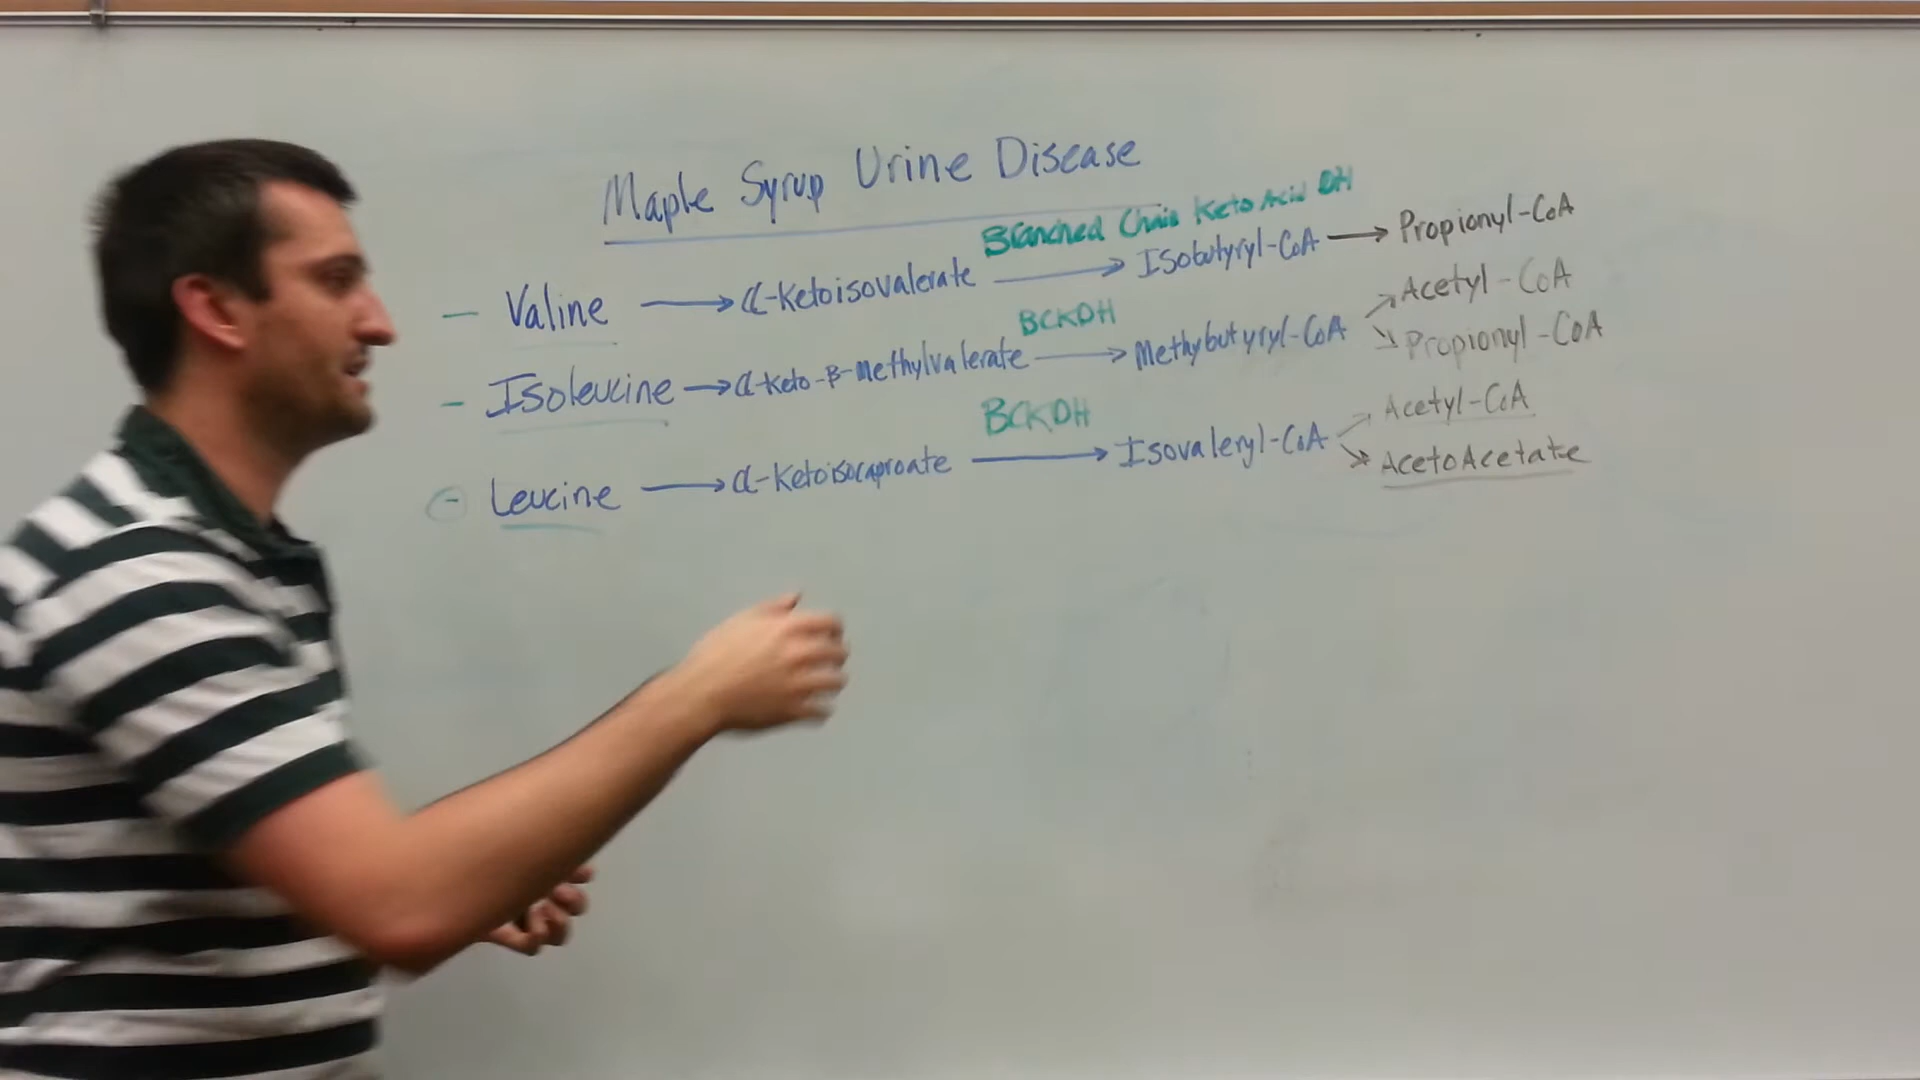 Maple Syrup Urine Disease
Branched Chain Keto Acid DH
- Valine → α-Ketoisovalerate → Isobutyryl-CoA → Propionyl-CoA
BCKDH
- Isoleucine → α-Keto-β-methylvalerate → Methybutyryl-CoA → Acetyl-CoA
→ Propionyl-CoA
BCKDH
- Leucine → α-Ketoisocaproate → Isovaleryl-CoA → Acetyl-CoA
→ AcetoAcetate